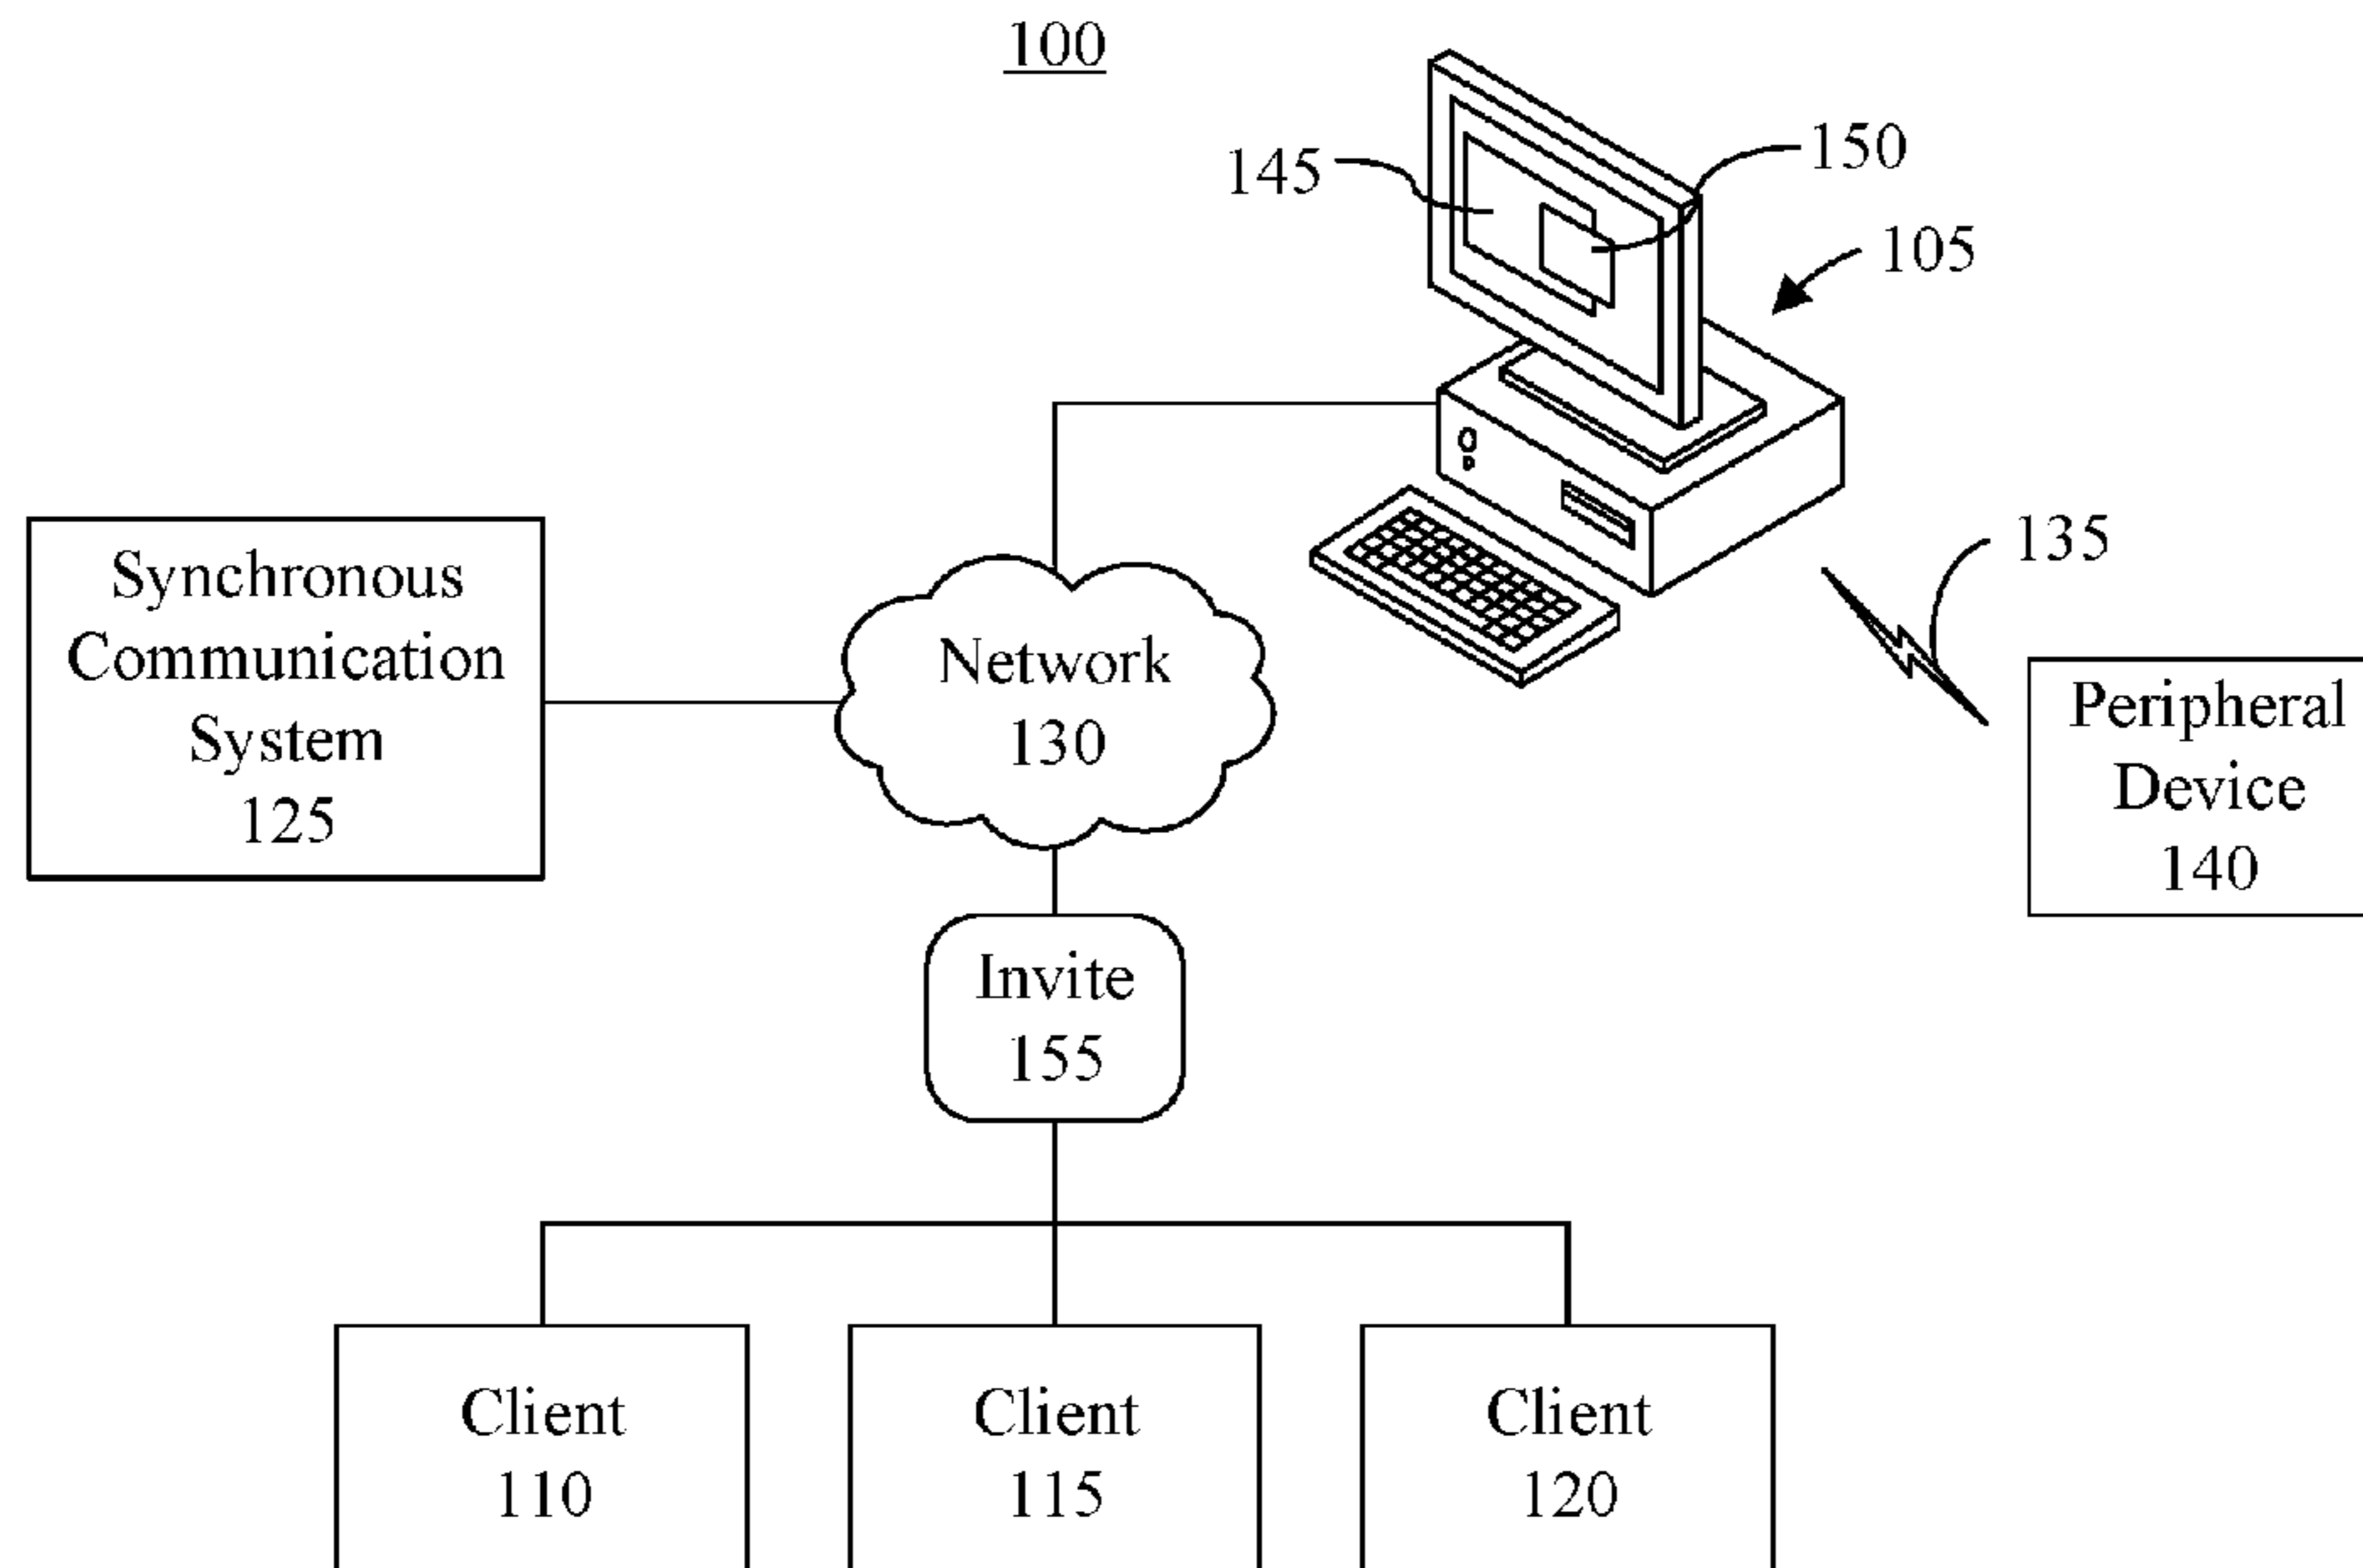 100
145
150
105
135
Synchronous
Communication
System
125
Network
130
Peripheral
Device
140
Invite
155
Client
110
Client
115
Client
120